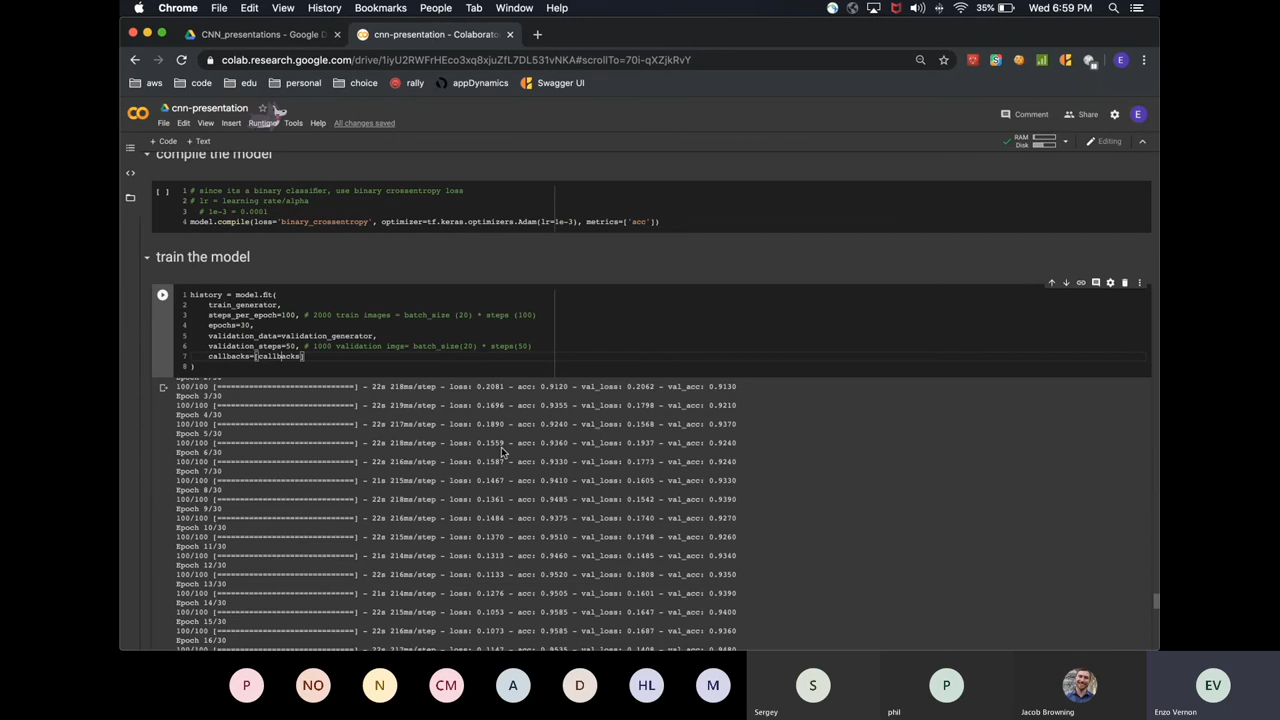 Chrome File Edit View History Bookmarks People Tab Window Help 35% Wed 6:59 PM
CNN_presentations - Google D cnn-presentation - Colaborato
colab.research.google.com/drive/1iyU2RWFrHEco3xq8xjuZfL7DL531vNKA#scrollTo=70i-qXZjkRvY E
aws code edu personal choice rally appDynamics Swagger UI
cnn-presentation Comment Share E
File Edit View Insert Runtime Tools Help All changes saved
+ Code + Text RAM Disk Editing
compile the model
[ ] 1 # since its a binary classifier, use binary crossentropy loss
2 # lr = learning rate/alpha
3 # 1e-3 = 0.0001
4 model.compile(loss='binary_crossentropy', optimizer=tf.keras.optimizers.Adam(lr=1e-3), metrics=['acc'])
train the model
1 history = model.fit(
2 train_generator,
3 steps_per_epoch=100, # 2000 train images = batch_size (20) * steps (100)
4 epochs=30,
5 validation_data=validation_generator,
6 validation_steps=50, # 1000 validation imgs= batch_size(20) * steps(50)
7 callbacks=[callbacks]
8 )
100/100 [==============================] - 22s 218ms/step - loss: 0.2081 - acc: 0.9120 - val_loss: 0.2062 - val_acc: 0.9130
Epoch 3/30
100/100 [==============================] - 22s 219ms/step - loss: 0.1696 - acc: 0.9355 - val_loss: 0.1798 - val_acc: 0.9210
Epoch 4/30
100/100 [==============================] - 22s 217ms/step - loss: 0.1890 - acc: 0.9240 - val_loss: 0.1568 - val_acc: 0.9370
Epoch 5/30
100/100 [==============================] - 22s 218ms/step - loss: 0.1559 - acc: 0.9360 - val_loss: 0.1937 - val_acc: 0.9240
Epoch 6/30
100/100 [==============================] - 22s 216ms/step - loss: 0.1587 - acc: 0.9330 - val_loss: 0.1773 - val_acc: 0.9240
Epoch 7/30
100/100 [==============================] - 21s 215ms/step - loss: 0.1467 - acc: 0.9410 - val_loss: 0.1605 - val_acc: 0.9330
Epoch 8/30
100/100 [==============================] - 22s 218ms/step - loss: 0.1361 - acc: 0.9485 - val_loss: 0.1542 - val_acc: 0.9390
Epoch 9/30
100/100 [==============================] - 22s 216ms/step - loss: 0.1484 - acc: 0.9375 - val_loss: 0.1740 - val_acc: 0.9270
Epoch 10/30
100/100 [==============================] - 22s 215ms/step - loss: 0.1370 - acc: 0.9510 - val_loss: 0.1748 - val_acc: 0.9260
Epoch 11/30
100/100 [==============================] - 21s 214ms/step - loss: 0.1313 - acc: 0.9460 - val_loss: 0.1485 - val_acc: 0.9340
Epoch 12/30
100/100 [==============================] - 22s 216ms/step - loss: 0.1133 - acc: 0.9520 - val_loss: 0.1808 - val_acc: 0.9350
Epoch 13/30
100/100 [==============================] - 21s 214ms/step - loss: 0.1276 - acc: 0.9505 - val_loss: 0.1601 - val_acc: 0.9390
Epoch 14/30
100/100 [==============================] - 22s 215ms/step - loss: 0.1053 - acc: 0.9585 - val_loss: 0.1647 - val_acc: 0.9400
Epoch 15/30
100/100 [==============================] - 22s 216ms/step - loss: 0.1073 - acc: 0.9585 - val_loss: 0.1687 - val_acc: 0.9360
Epoch 16/30
P NO N CM A D HL M S P EV
Sergey phil Jacob Browning Enzo Vernon